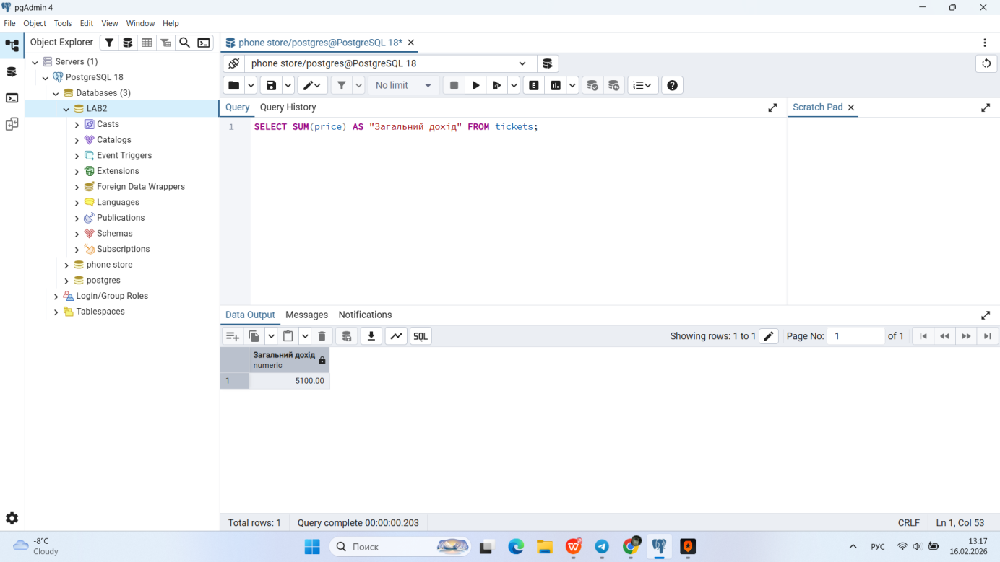 pgAdmin 4
File Object Tools Edit View Window Help
Object Explorer
phone store/postgres@PostgreSQL 18*
Servers (1)
PostgreSQL 18
Databases (3)
LAB2
Casts
Catalogs
Event Triggers
Extensions
Foreign Data Wrappers
Languages
Publications
Schemas
Subscriptions
phone store
postgres
Login/Group Roles
Tablespaces
phone store/postgres@PostgreSQL 18
No limit
E
Query Query History
Scratch Pad
1 SELECT SUM(price) AS "Загальний дохід" FROM tickets;
Data Output Messages Notifications
SQL
Showing rows: 1 to 1
Page No: 1 of 1
Загальний дохід
numeric
1 5100.00
Total rows: 1 Query complete 00:00:00.203
CRLF Ln 1, Col 53
-8°C
Cloudy
Поиск
РУС
13:17
16.02.2026